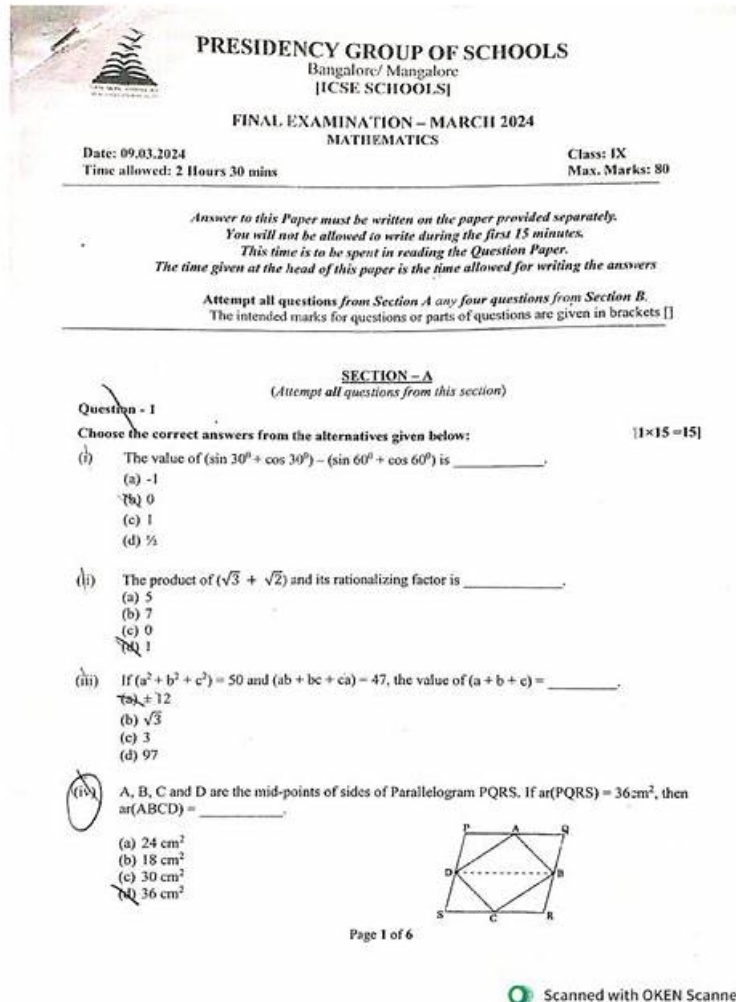 PRESIDENCY GROUP OF SCHOOLS
Bangalore/ Mangalore
[ICSE SCHOOLS]
FINAL EXAMINATION – MARCH 2024
MATHEMATICS
Date: 09.03.2024
Class: IX
Time allowed: 2 Hours 30 mins
Max. Marks: 80
Answer to this Paper must be written on the paper provided separately.
You will not be allowed to write during the first 15 minutes.
This time is to be spent in reading the Question Paper.
The time given at the head of this paper is the time allowed for writing the answers
Attempt all questions from Section A any four questions from Section B.
The intended marks for questions or parts of questions are given in brackets []
SECTION – A
(Attempt all questions from this section)
Question - 1
Choose the correct answers from the alternatives given below: [1×15 =15]
(i) The value of (sin 30⁰ + cos 30⁰) – (sin 60⁰ + cos 60⁰) is ___________.
(a) -1
(b) 0
(c) 1
(d) ½
(ii) The product of (√3 + √2) and its rationalizing factor is ____________.
(a) 5
(b) 7
(c) 0
(d) 1
(iii) If (a² + b² + c²) = 50 and (ab + bc + ca) = 47, the value of (a + b + c) = ________.
(a) ± 12
(b) √3
(c) 3
(d) 97
(iv) A, B, C and D are the mid-points of sides of Parallelogram PQRS. If ar(PQRS) = 36cm², then
ar(ABCD) = __________.
(a) 24 cm²
(b) 18 cm²
(c) 30 cm²
(d) 36 cm²
P A Q
D B
S C R
Page 1 of 6
Scanned with OKEN Scanne